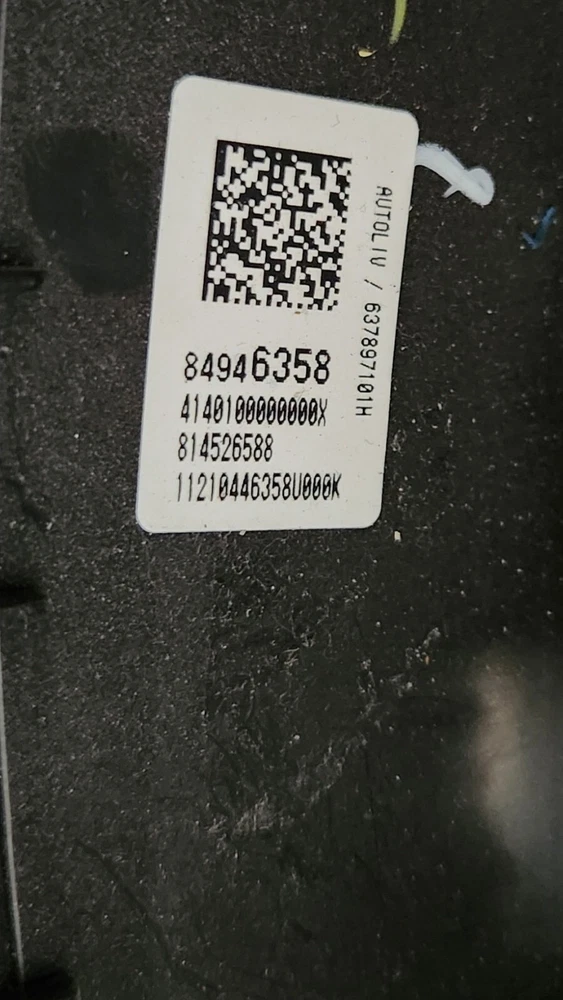 84946358
4140100000000X
814526588
11210446358U000K
AUTOLIV / 637897101H